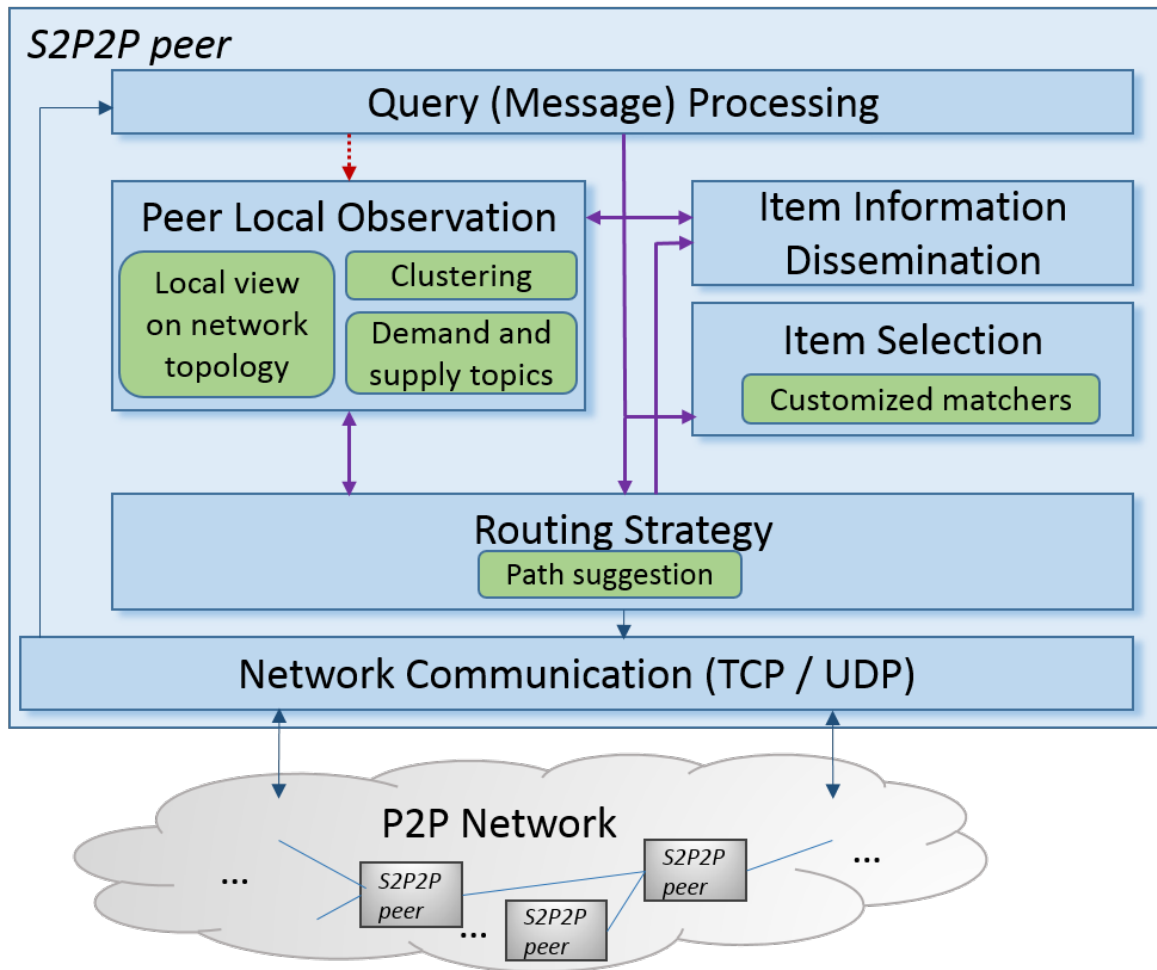 S2P2P peer
Query (Message) Processing
Peer Local Observation
Local view
on network
topology
Clustering
Demand and
supply topics
Item Information
Dissemination
Item Selection
Customized matchers
Routing Strategy
Path suggestion
Network Communication (TCP / UDP)
P2P Network
...
S2P2P
peer
...
S2P2P
peer
S2P2P
peer
...